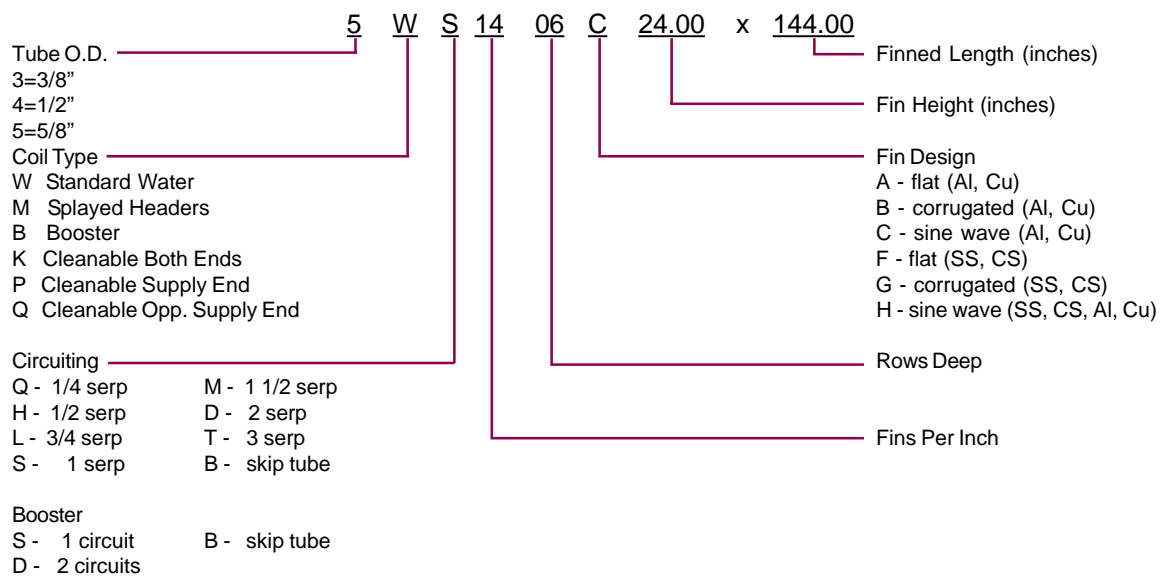 5 W S 14 06 C 24.00 x 144.00
Tube O.D.
3=3/8”
4=1/2”
5=5/8”
Coil Type
W Standard Water
M Splayed Headers
B Booster
K Cleanable Both Ends
P Cleanable Supply End
Q Cleanable Opp. Supply End
Circuiting
Q - 1/4 serp M - 1 1/2 serp
H - 1/2 serp D - 2 serp
L - 3/4 serp T - 3 serp
S - 1 serp B - skip tube
Booster
S - 1 circuit B - skip tube
D - 2 circuits
Finned Length (inches)
Fin Height (inches)
Fin Design
A - flat (Al, Cu)
B - corrugated (Al, Cu)
C - sine wave (Al, Cu)
F - flat (SS, CS)
G - corrugated (SS, CS)
H - sine wave (SS, CS, Al, Cu)
Rows Deep
Fins Per Inch